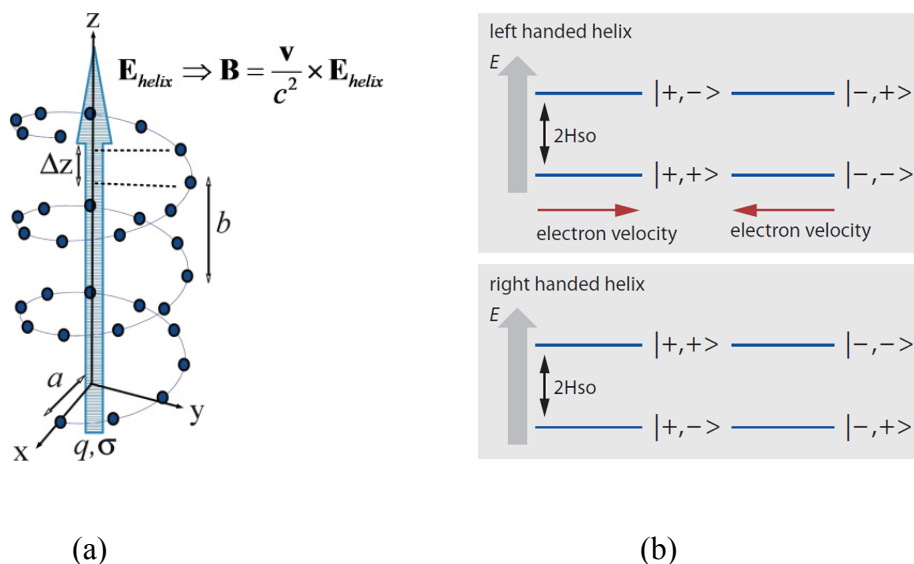 z
E_helix ⇒ B = v/c² × E_helix
Δz
b
a
y
x
q,σ
(a)
left handed helix
E
|+,−> |−,+>
2Hso
|+,+> |−,−>
electron velocity electron velocity
right handed helix
E
|+,+> |−,−>
2Hso
|+,−> |−,+>
(b)